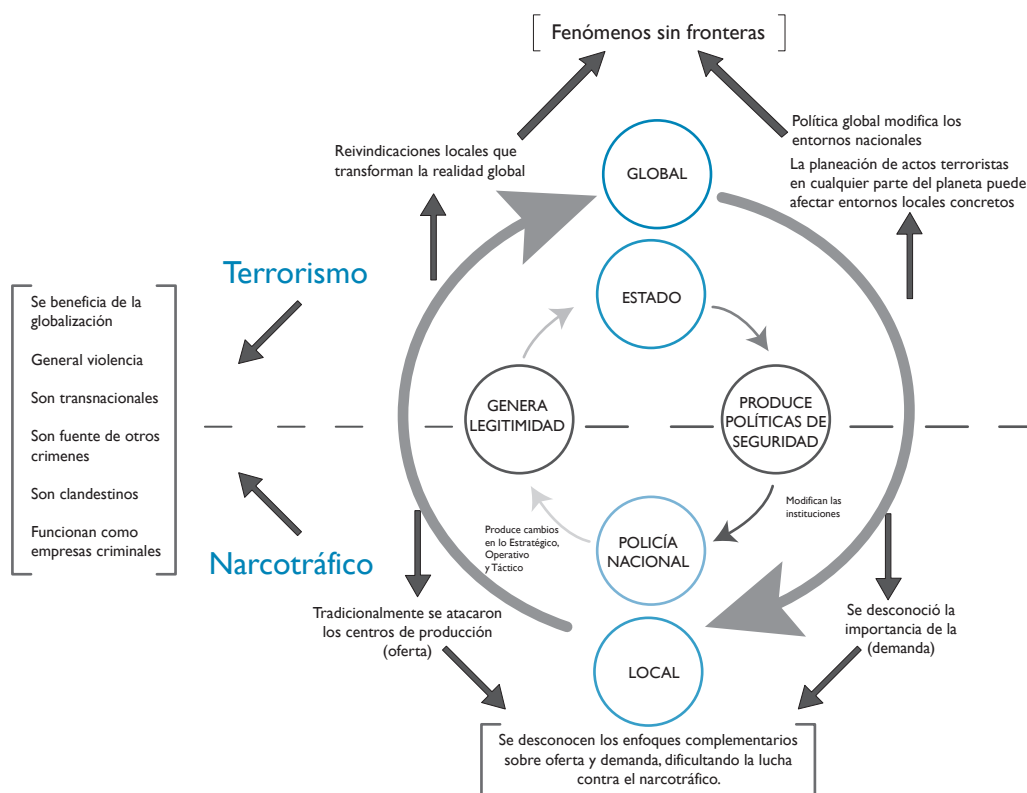 Fenómenos sin fronteras
Reivindicaciones locales que
transforman la realidad global
Política global modifica los
entornos nacionales
La planeación de actos terroristas
en cualquier parte del planeta puede
afectar entornos locales concretos
GLOBAL
Terrorismo
ESTADO
Se beneficia de la
globalización
General violencia
Son transnacionales
Son fuente de otros
crimenes
Son clandestinos
Funcionan como
empresas criminales
GENERA
LEGITIMIDAD
PRODUCE
POLÍTICAS DE
SEGURIDAD
Modifican las
instituciones
Produce cambios
en lo Estratégico,
Operativo
y Táctico
POLICÍA
NACIONAL
Narcotráfico
Tradicionalmente se atacaron
los centros de producción
(oferta)
Se desconoció la
importancia de la
(demanda)
LOCAL
Se desconocen los enfoques complementarios
sobre oferta y demanda, dificultando la lucha
contra el narcotráfico.